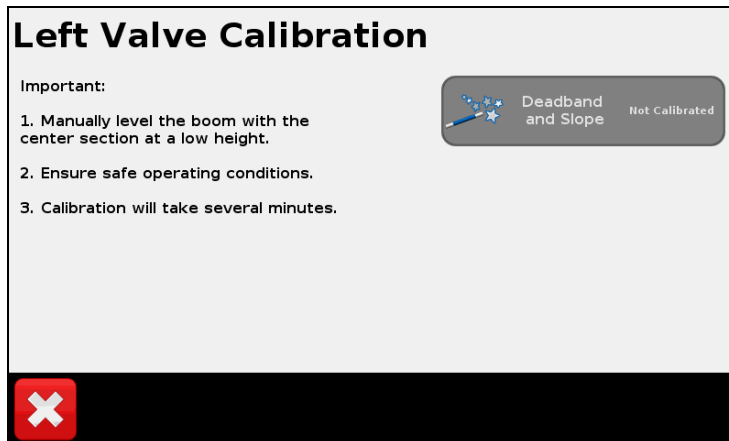 Left Valve Calibration
Important:
1. Manually level the boom with the
center section at a low height.
2. Ensure safe operating conditions.
3. Calibration will take several minutes.
Deadband
and Slope
Not Calibrated